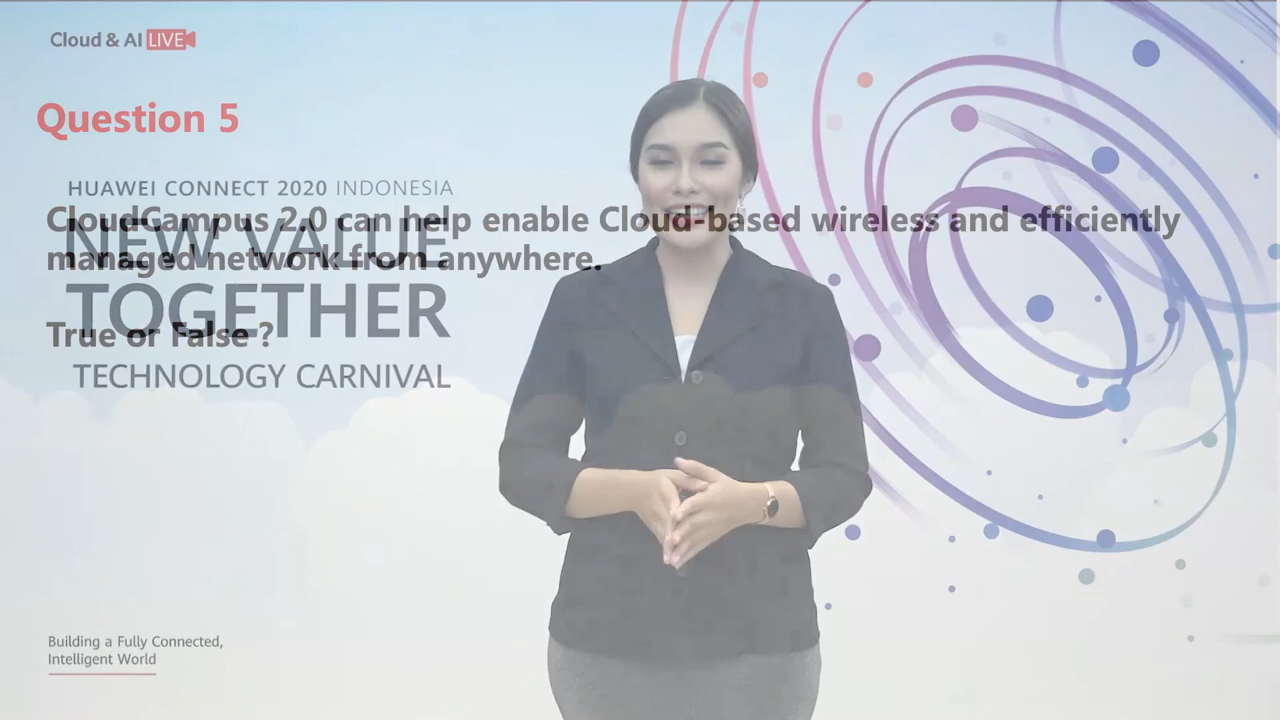 Cloud & AI LIVE
Question 5
HUAWEI CONNECT 2020 INDONESIA
CloudCampus 2.0 can help enable Cloud-based wireless and efficiently
NEW VALUE
managed network from anywhere.
TOGETHER
True or False ?
TECHNOLOGY CARNIVAL
Building a Fully Connected,
Intelligent World